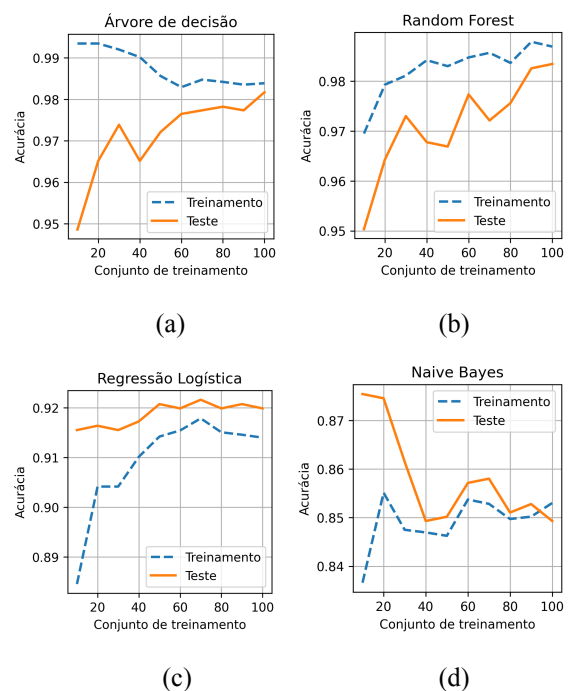 Árvore de decisão
Acurácia
0.99
0.98
0.97
0.96
0.95
Treinamento
Teste
20 40 60 80 100
Conjunto de treinamento
(a)
Random Forest
Acurácia
0.98
0.97
0.96
0.95
Treinamento
Teste
20 40 60 80 100
Conjunto de treinamento
(b)
Regressão Logística
Acurácia
0.92
0.91
0.90
0.89
Treinamento
Teste
20 40 60 80 100
Conjunto de treinamento
(c)
Naive Bayes
Acurácia
0.87
0.86
0.85
0.84
Treinamento
Teste
20 40 60 80 100
Conjunto de treinamento
(d)